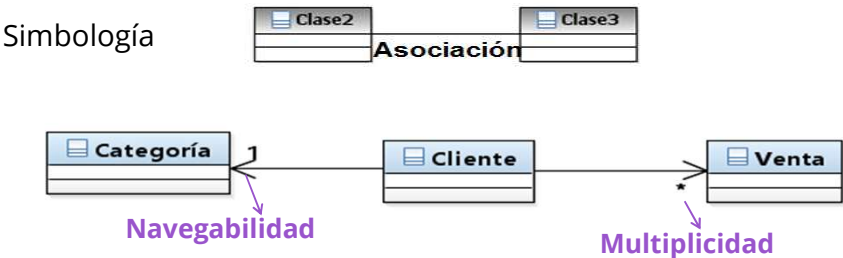 Simbología
Clase2
Clase3
Asociación
Categoría
1
Cliente
Venta
*
Navegabilidad
Multiplicidad